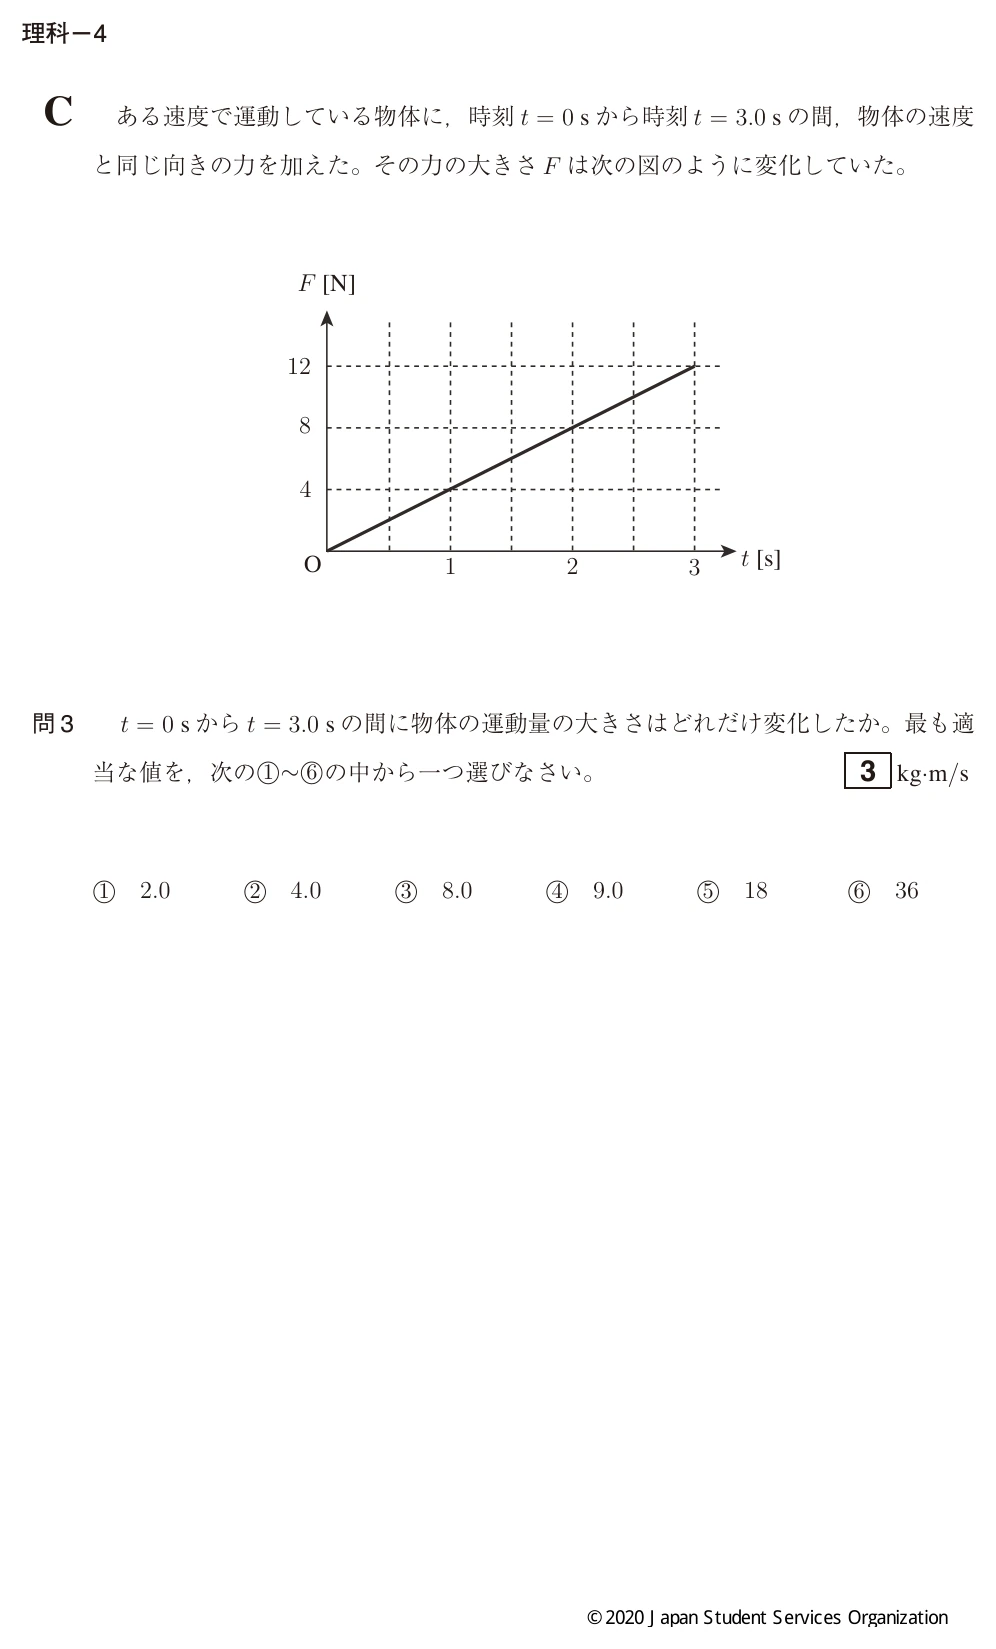 理科－4
C　ある速度で運動している物体に，時刻 t = 0 s から時刻 t = 3.0 s の間，物体の速度
と同じ向きの力を加えた。その力の大きさ F は次の図のように変化していた。
F [N]
12
8
4
O
1
2
3
t [s]
問3　t = 0 s から t = 3.0 s の間に物体の運動量の大きさはどれだけ変化したか。最も適
当な値を，次の①~⑥の中から一つ選びなさい。 3 kg·m/s
① 2.0 ② 4.0 ③ 8.0 ④ 9.0 ⑤ 18 ⑥ 36
© 2020 Japan Student Services Organization